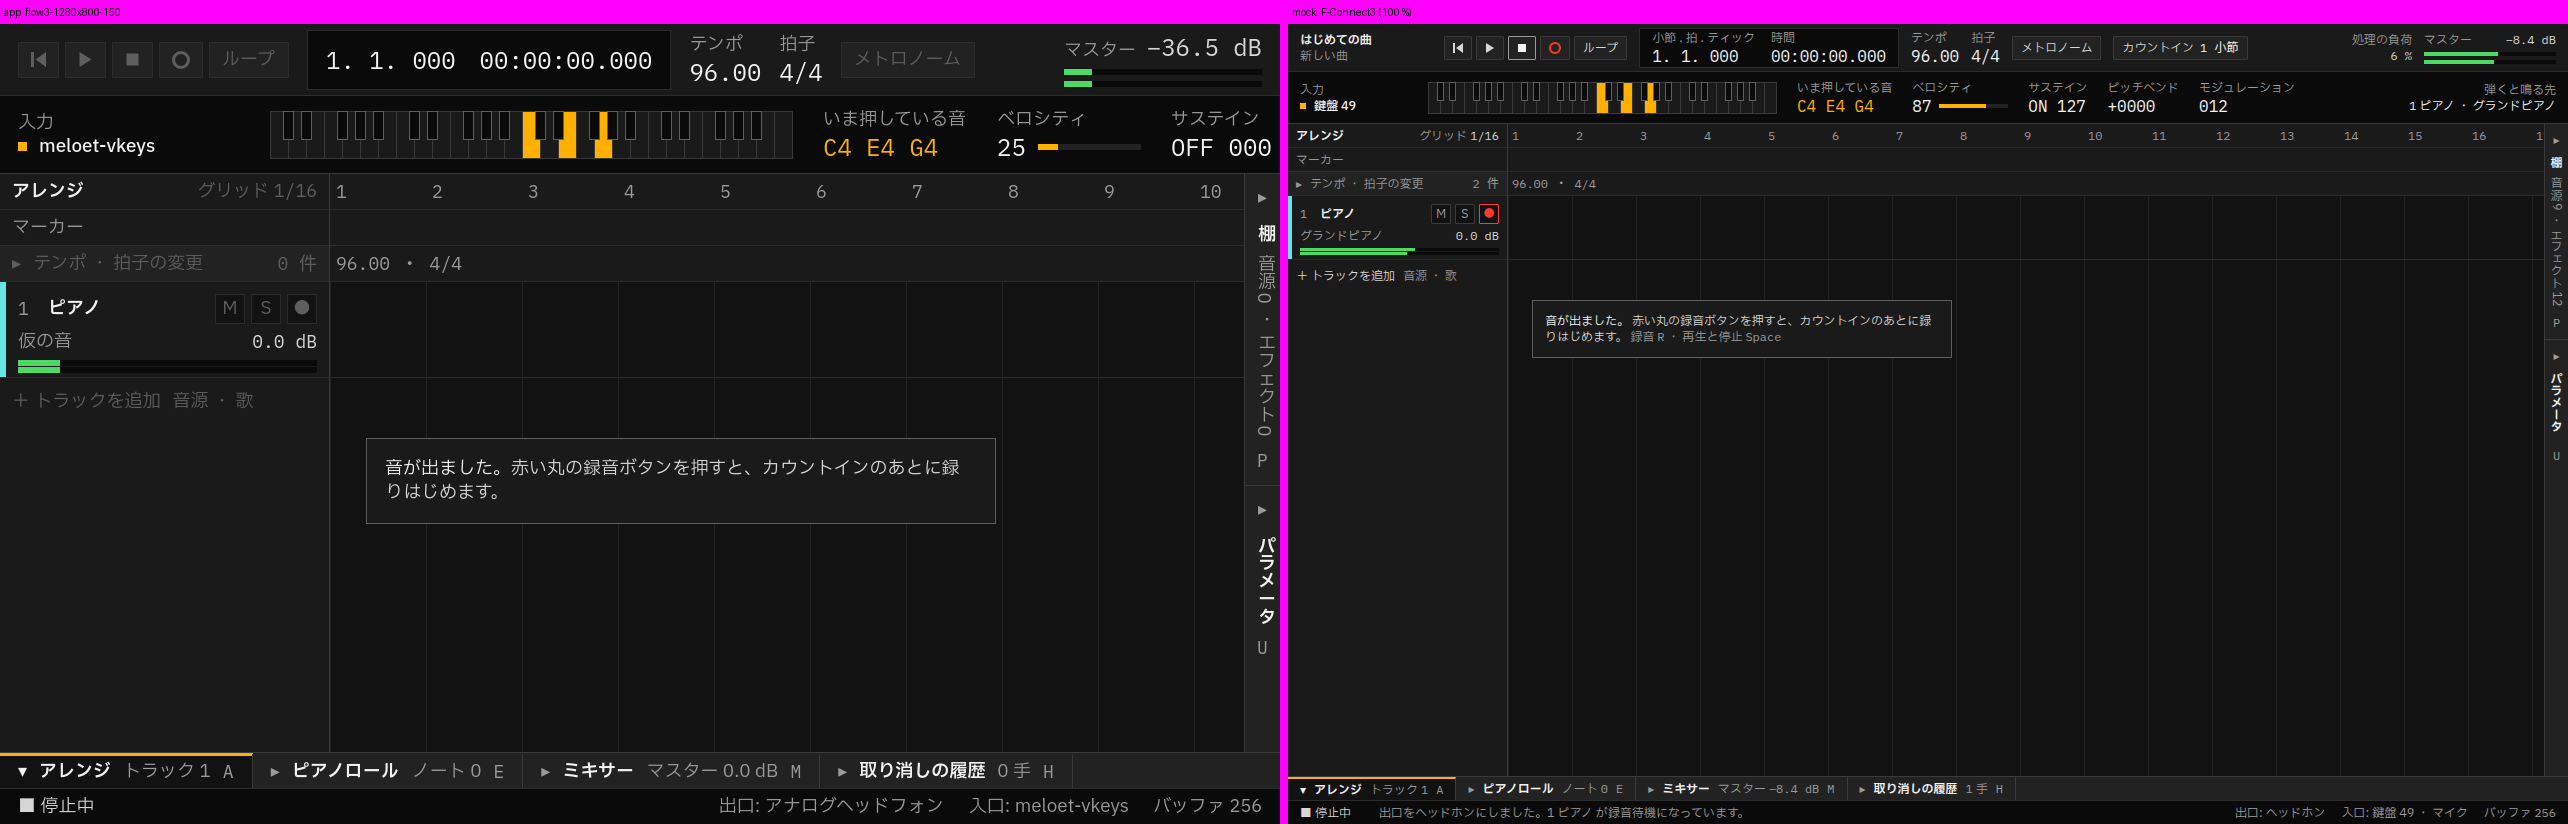 app flow3-1280x800-150
ループ
1. 1. 000 00:00:00.000
テンポ
96.00
拍子
4/4
メトロノーム
マスター −36.5 dB
入力
meloet-vkeys
いま押している音
C4 E4 G4
ベロシティ
25
サステイン
OFF 000
アレンジ グリッド 1/16
1 2 3 4 5 6 7 8 9 10
マーカー
▸ テンポ ・ 拍子の変更 0 件
96.00 ・ 4/4
1 ピアノ M S
仮の音 0.0 dB
＋トラックを追加 音源 ・ 歌
音が出ました。赤い丸の録音ボタンを押すと、カウントインのあとに録
りはじめます。
▸ 棚 音源 0 ・ エフェクト 0 P
▸ パラメータ U
▾ アレンジ トラック 1 A
▸ ピアノロール ノート 0 E
▸ ミキサー マスター 0.0 dB M
▸ 取り消しの履歴 0 手 H
■ 停止中
出口: アナログヘッドフォン 入口: meloet-vkeys バッファ 256
mock F-Connect3 (100 %)
はじめての曲
新しい曲
ループ
小節 . 拍 . ティック
1. 1. 000
時間
00:00:00.000
テンポ
96.00
拍子
4/4
メトロノーム
カウントイン 1 小節
処理の負荷
6 %
マスター −8.4 dB
入力
鍵盤 49
いま押している音
C4 E4 G4
ベロシティ
87
サステイン
ON 127
ピッチベンド
+0000
モジュレーション
012
弾くと鳴る先
1 ピアノ ・ グランドピアノ
アレンジ グリッド 1/16
1 2 3 4 5 6 7 8 9 10 11 12 13 14 15 16 1
マーカー
▸ テンポ ・ 拍子の変更 2 件
96.00 ・ 4/4
1 ピアノ M S
グランドピアノ 0.0 dB
＋トラックを追加 音源 ・ 歌
音が出ました。赤い丸の録音ボタンを押すと、カウントインのあとに録
りはじめます。録音 R ・ 再生と停止 Space
▸ 棚 音源 9 ・ エフェクト 12 P
▸ パラメータ U
▾ アレンジ トラック 1 A
▸ ピアノロール ノート 0 E
▸ ミキサー マスター −8.4 dB M
▸ 取り消しの履歴 1 手 H
■ 停止中
出口をヘッドホンにしました。1 ピアノ が録音待機になっています。
出口: ヘッドホン 入口: 鍵盤 49 ・ マイク バッファ 256